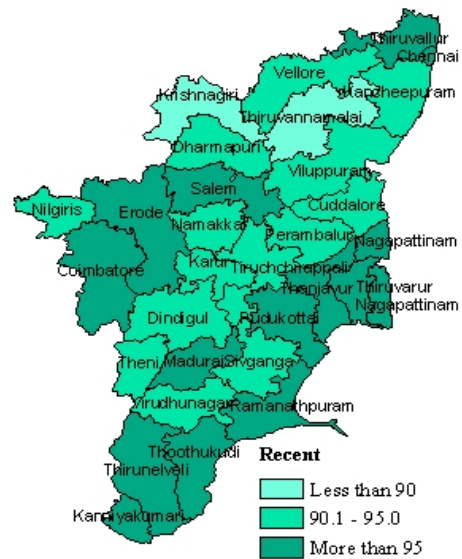 Thiruvallur
Chennai
Vellore
Kancheepuram
Krishnagiri
Thiruvannamalai
Dharmapuri
Viluppuram
Salem
Cuddalore
Nilgiris
Erode
Namakkal
Perambalur
Nagapattinam
Coimbatore
Karur
Tiruchchirappali
Thanjavur
Thiruvarur
Nagapattinam
Dindigul
Pudukottai
Theni
Madurai
Sivganga
Virudhunagar
Ramanathpuram
Thoothukudi
Thirunelveli
Kanniyakumari
Recent
Less than 90
90.1 - 95.0
More than 95